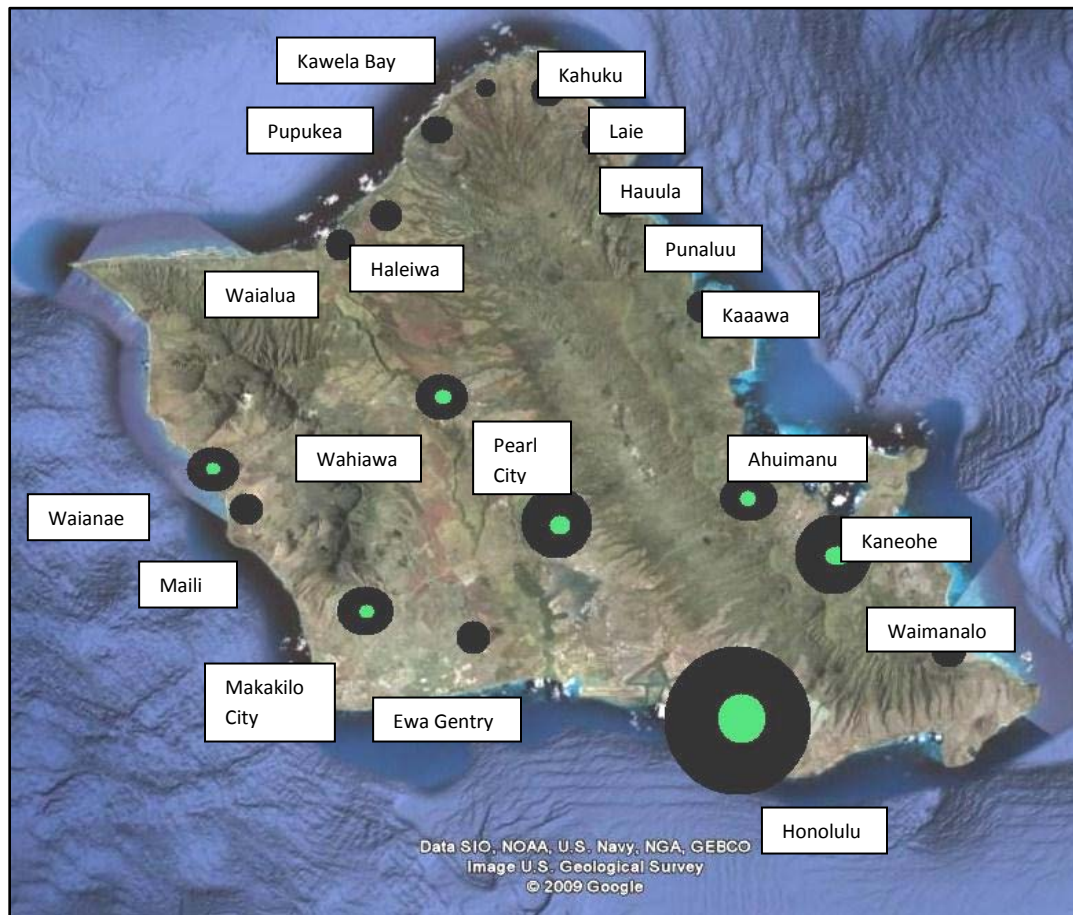 Kawela Bay
Kahuku
Pupukea
Laie
Hauula
Punaluu
Haleiwa
Waialua
Kaaawa
Wahiawa
Pearl
City
Ahuimanu
Waianae
Kaneohe
Maili
Waimanalo
Makakilo
City
Ewa Gentry
Honolulu
Data SIO, NOAA, U.S. Navy, NGA, GEBCO
Image U.S. Geological Survey
© 2009 Google